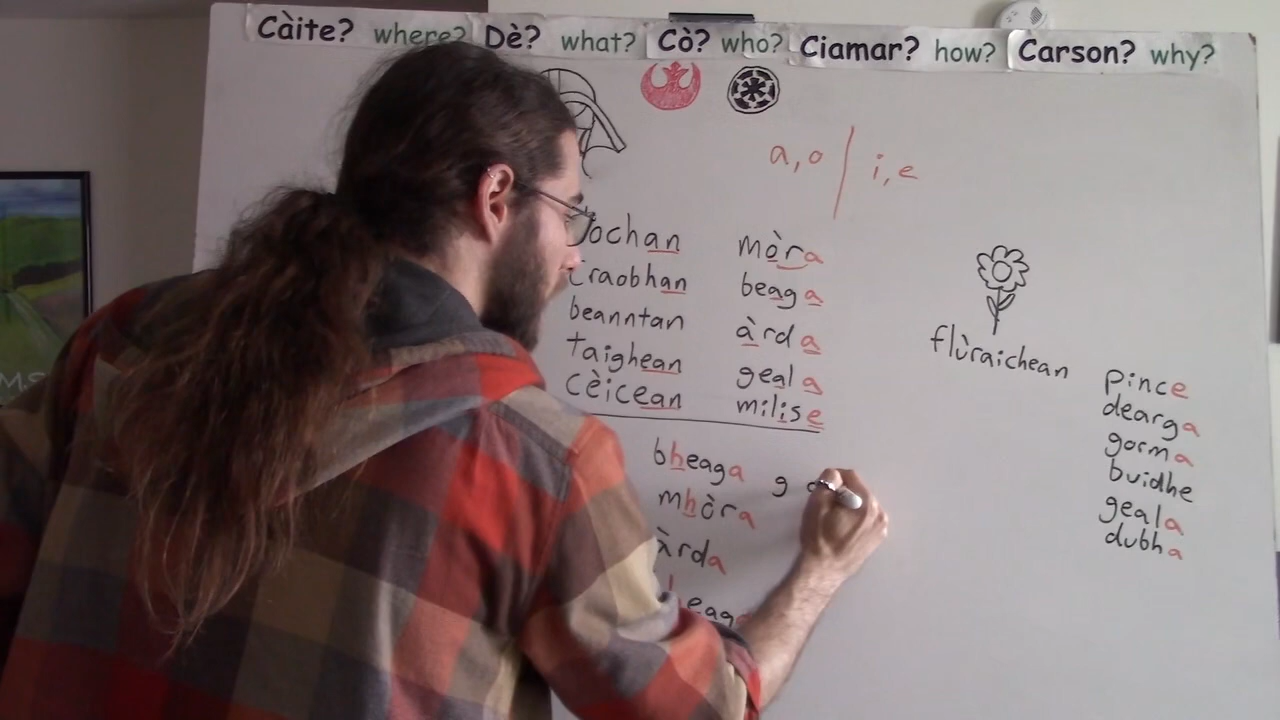 Càite? where? Dè? what? Cò? who? Ciamar? how? Carson? why?
a, o | i, e
mòra
craobhan beaga
beanntan àrda
taighean geala
cèicean milise
bheaga g
mhòra
àrda
flùraichean
pince
dearga
gorma
buidhe
geala
dubha